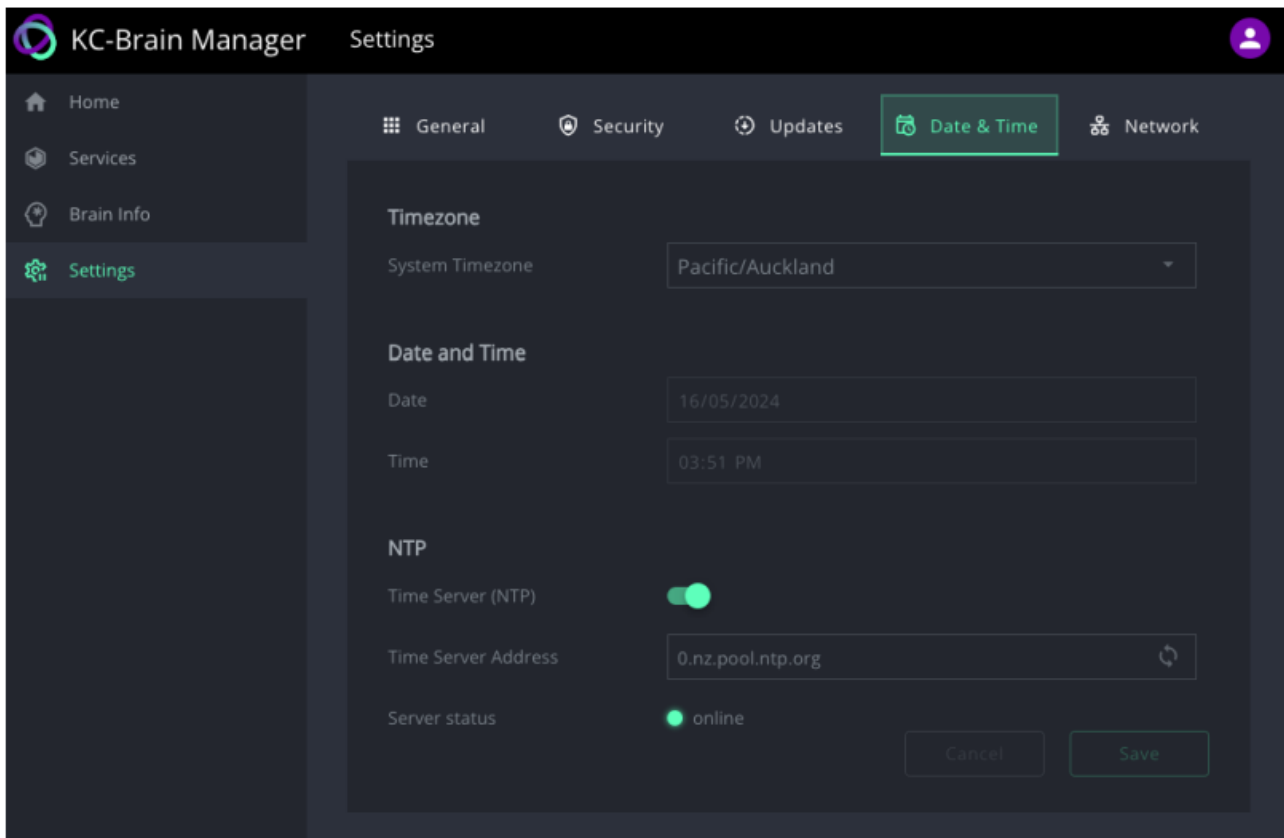 KC-Brain Manager
Settings
Home
Services
Brain Info
Settings
General
Security
Updates
Date & Time
Network
Timezone
System Timezone
Pacific/Auckland
Date and Time
Date
16/05/2024
Time
03:51 PM
NTP
Time Server (NTP)
Time Server Address
0.nz.pool.ntp.org
Server status
online
Cancel
Save